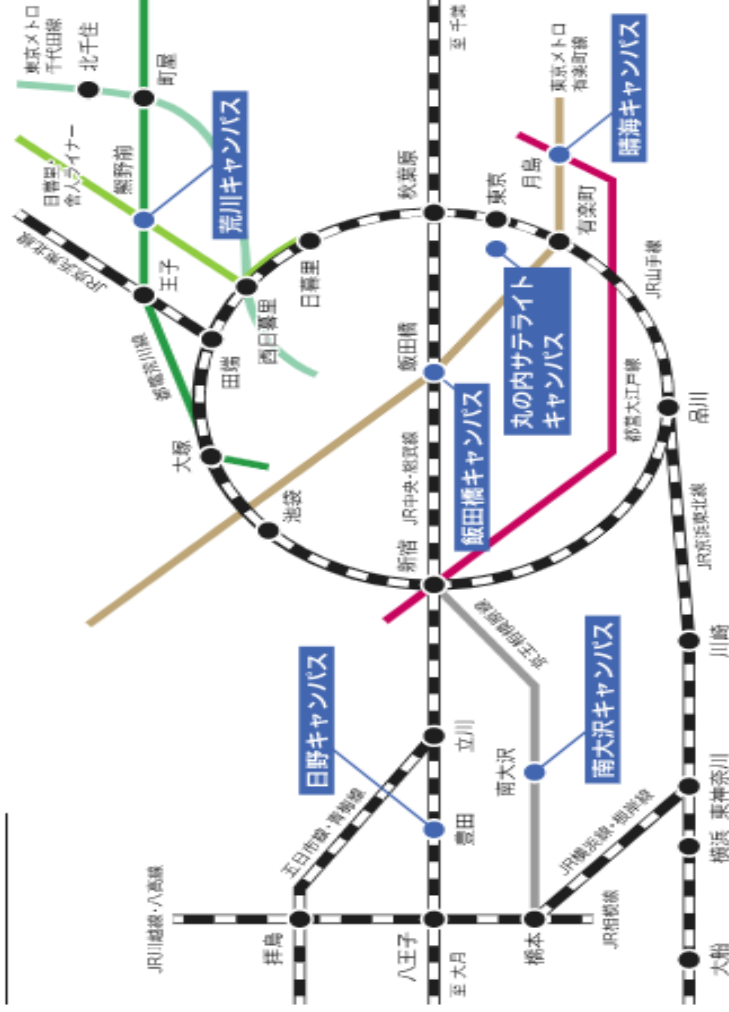 JR川越線・八高線
拝島
五日市線・青梅線
至 大月
八王子
豊田
立川
日野キャンパス
橋本
JR相模線
南大沢
南大沢キャンパス
京王相模原線
JR横浜線・根岸線
大船
横浜
東神奈川
川崎
JR京浜東北線
品川
新宿
JR中央・総武線
飯田橋
飯田橋キャンパス
池袋
大塚
都電荒川線
田端
西日暮里
日暮里
王子
JR京浜東北線
熊野前
荒川キャンパス
日暮里・
舎人ライナー
町屋
北千住
東京メトロ
千代田線
秋葉原
至 千葉
東京
丸の内サテライト
キャンパス
有楽町
月島
晴海キャンパス
東京メトロ
有楽町線
都営大江戸線
JR山手線